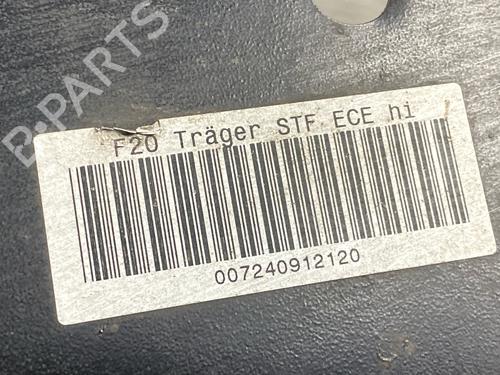 B-PARTS
F20 Träger STF ECE hi
007240912120